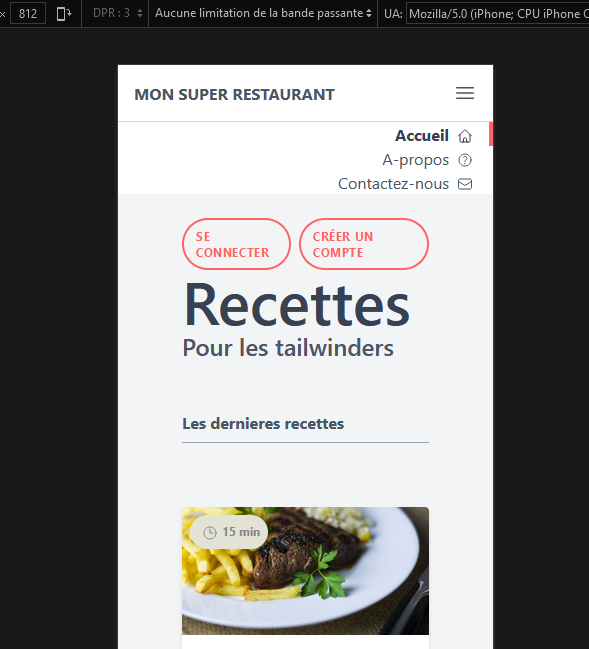 × 812 DPR : 3 Aucune limitation de la bande passante UA: Mozilla/5.0 (iPhone; CPU iPhone
MON SUPER RESTAURANT
Accueil
A-propos
Contactez-nous
SE
CONNECTER
CRÉER UN
COMPTE
Recettes
Pour les tailwinders
Les dernieres recettes
15 min